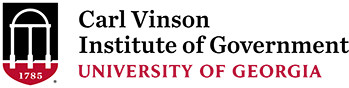 Carl Vinson
Institute of Government
UNIVERSITY OF GEORGIA
1785